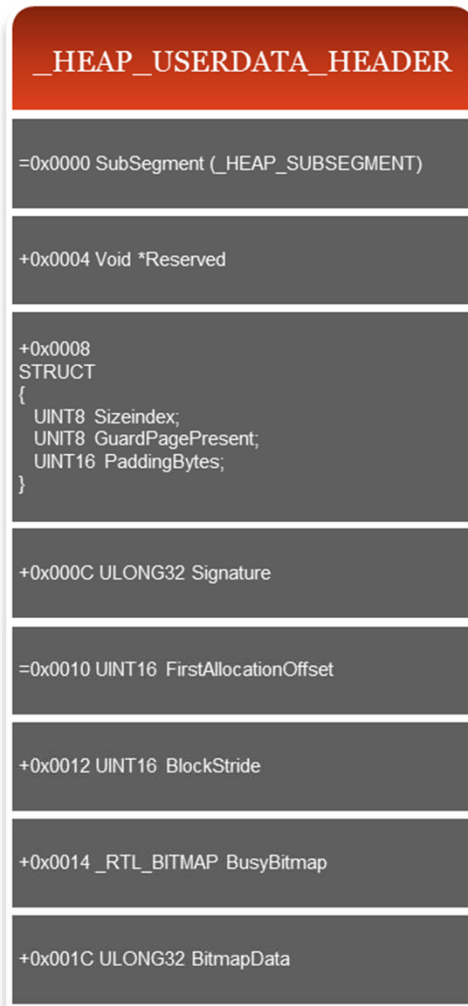 _HEAP_USERDATA_HEADER
=0x0000 SubSegment (_HEAP_SUBSEGMENT)
+0x0004 Void *Reserved
+0x0008
STRUCT
{
UINT8 Sizeindex;
UNIT8 GuardPagePresent;
UINT16 PaddingBytes;
}
+0x000C ULONG32 Signature
=0x0010 UINT16 FirstAllocationOffset
+0x0012 UINT16 BlockStride
+0x0014 _RTL_BITMAP BusyBitmap
+0x001C ULONG32 BitmapData